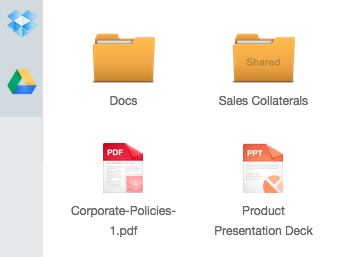 Shared
Docs
Sales Collaterals
PDF
PPT
Corporate-Policies-
1.pdf
Product
Presentation Deck